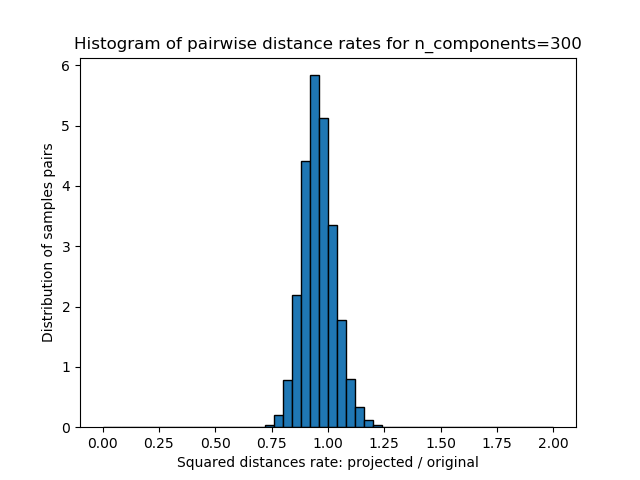 Histogram of pairwise distance rates for n_components=300
Distribution of samples pairs
6
5
4
3
2
1
0
0.00 0.25 0.50 0.75 1.00 1.25 1.50 1.75 2.00
Squared distances rate: projected / original